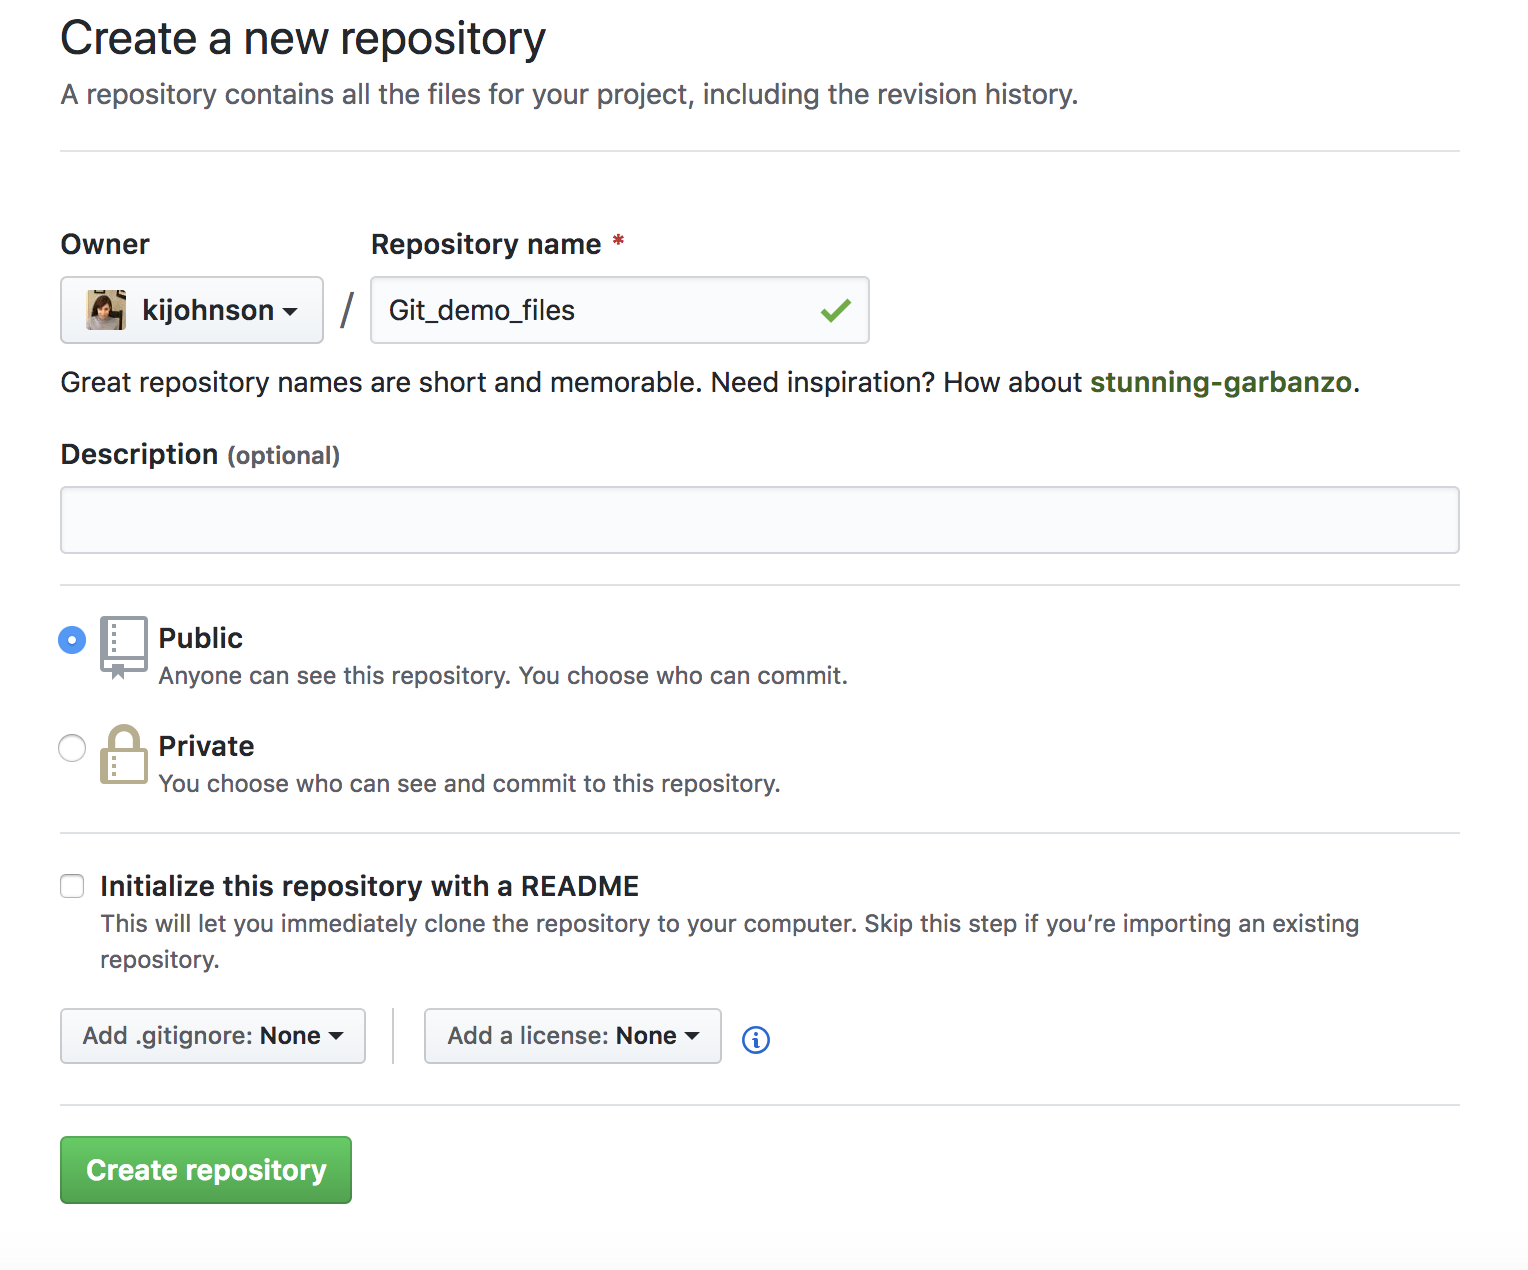 Create a new repository
A repository contains all the files for your project, including the revision history.
Owner
Repository name *
kijohnson
/
Git_demo_files
Great repository names are short and memorable. Need inspiration? How about stunning-garbanzo.
Description (optional)
Public
Anyone can see this repository. You choose who can commit.
Private
You choose who can see and commit to this repository.
Initialize this repository with a README
This will let you immediately clone the repository to your computer. Skip this step if you’re importing an existing
repository.
Add .gitignore: None
Add a license: None
Create repository